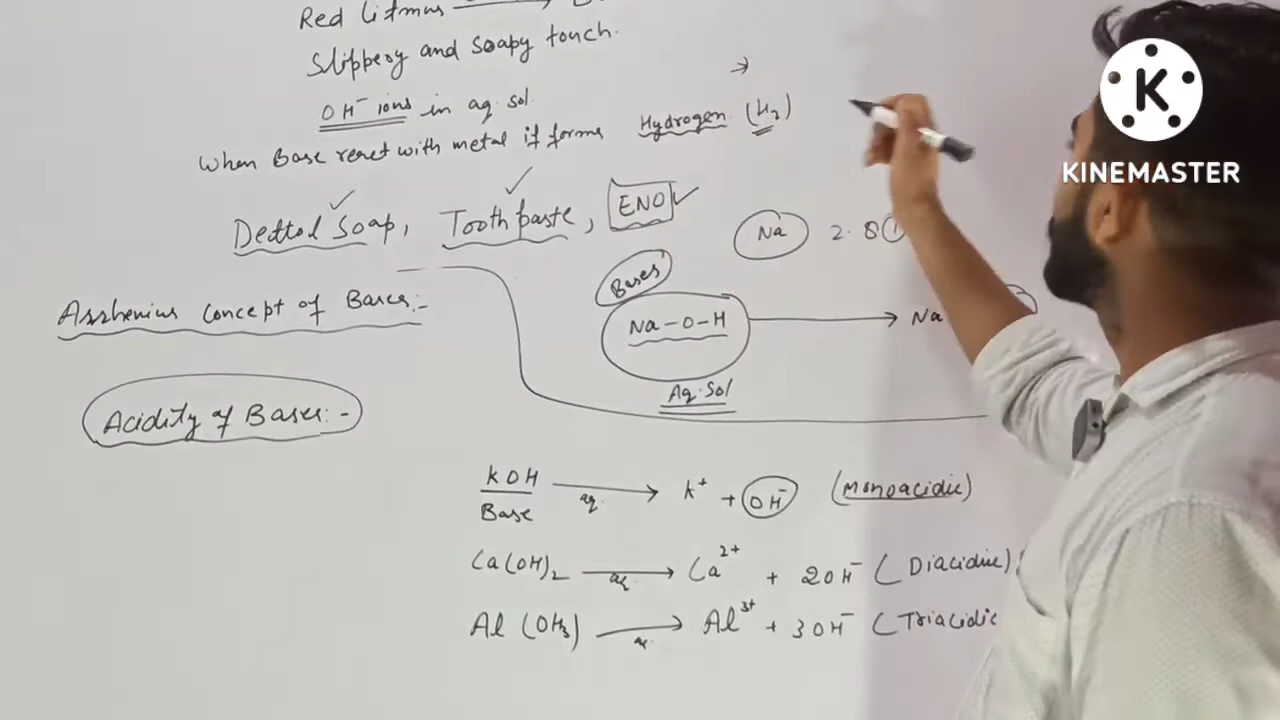 Red litmus
Slippery and soapy touch.
OH⁻ ions in aq. sol.
When Base react with metal it forms Hydrogen (H₂)
Dettol Soap, Tooth paste, ENO
Na 2.8
Arrhenius concept of Bases:-
Bases
Na-O-H → Na
Aq. Sol
Acidity of Bases:-
KOH → K⁺ + OH⁻ (Monoacidic)
aq.
Base
Ca(OH)₂ → Ca²⁺ + 2OH⁻ (Diacidic)
aq
Al(OH₃) → Al³⁺ + 3OH⁻ (Triacidic
aq.
K
KINEMASTER